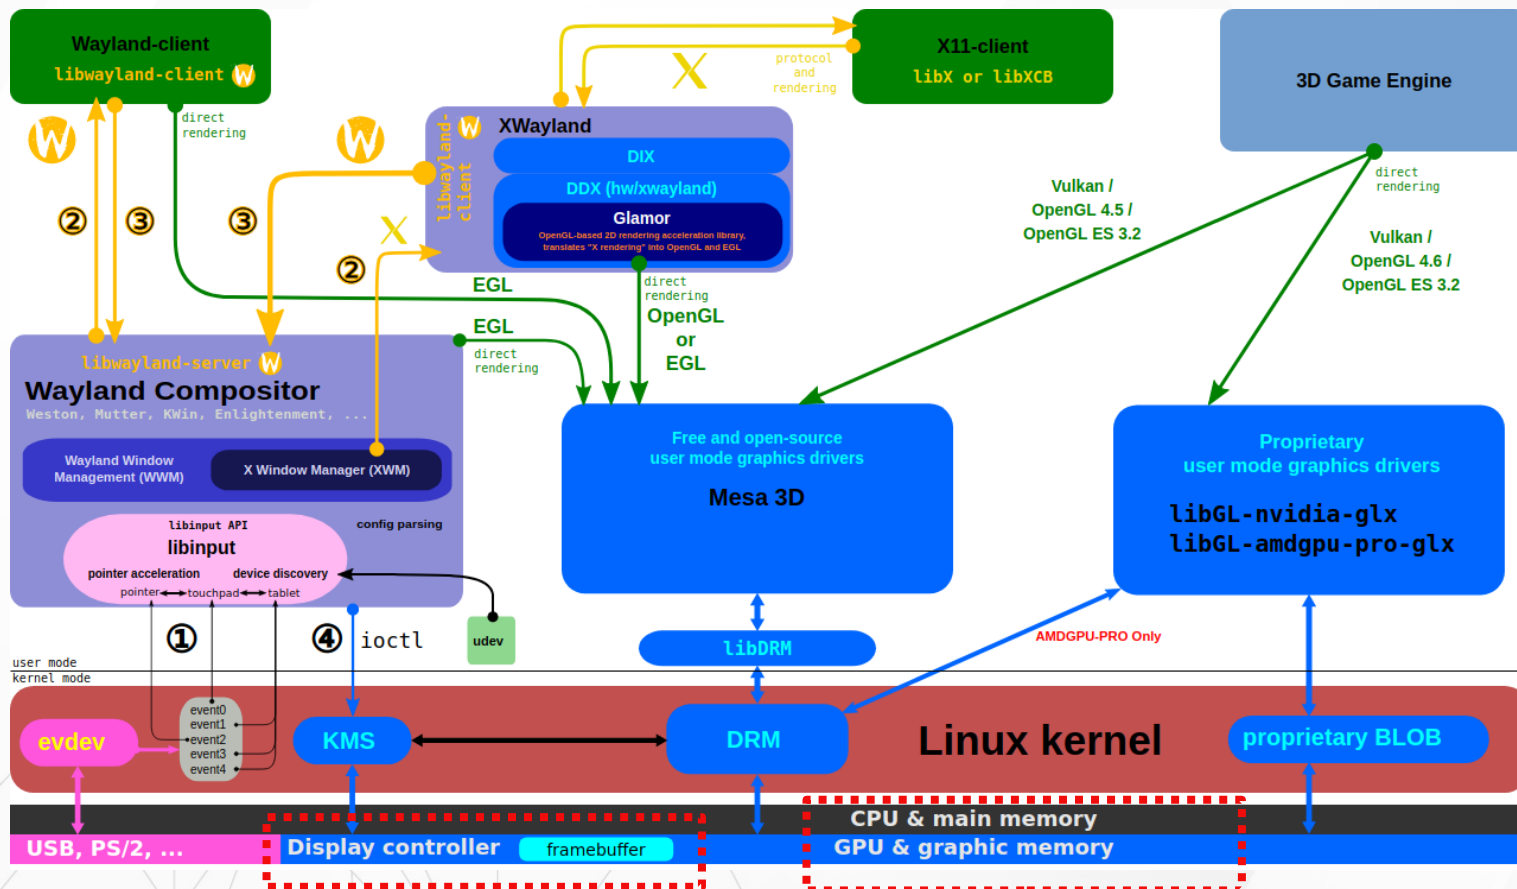 Wayland-client
libwayland-client
direct
rendering
②
③
③
②
X
protocol
and
rendering
X
X11-client
libX or libXCB
3D Game Engine
direct
rendering
libwayland-
client
XWayland
DIX
DDX (hw/xwayland)
Glamor
OpenGL-based 2D rendering acceleration library,
translates "X rendering" into OpenGL and EGL
Vulkan /
OpenGL 4.5 /
OpenGL ES 3.2
Vulkan /
OpenGL 4.6 /
OpenGL ES 3.2
EGL
EGL
direct
rendering
direct
rendering
OpenGL
or
EGL
libwayland-server
Wayland Compositor
Weston, Mutter, KWin, Enlightenment, ...
Wayland Window
Management (WWM)
X Window Manager (XWM)
libinput API
libinput
config parsing
pointer acceleration
device discovery
pointer
touchpad
tablet
Free and open-source
user mode graphics drivers
Mesa 3D
Proprietary
user mode graphics drivers
libGL-nvidia-glx
libGL-amdgpu-pro-glx
①
④
ioctl
udev
libDRM
AMDGPU-PRO Only
user mode
kernel mode
evdev
event0
event1
event2
event3
event4
KMS
DRM
Linux kernel
proprietary BLOB
CPU & main memory
USB, PS/2, ...
Display controller
framebuffer
GPU & graphic memory